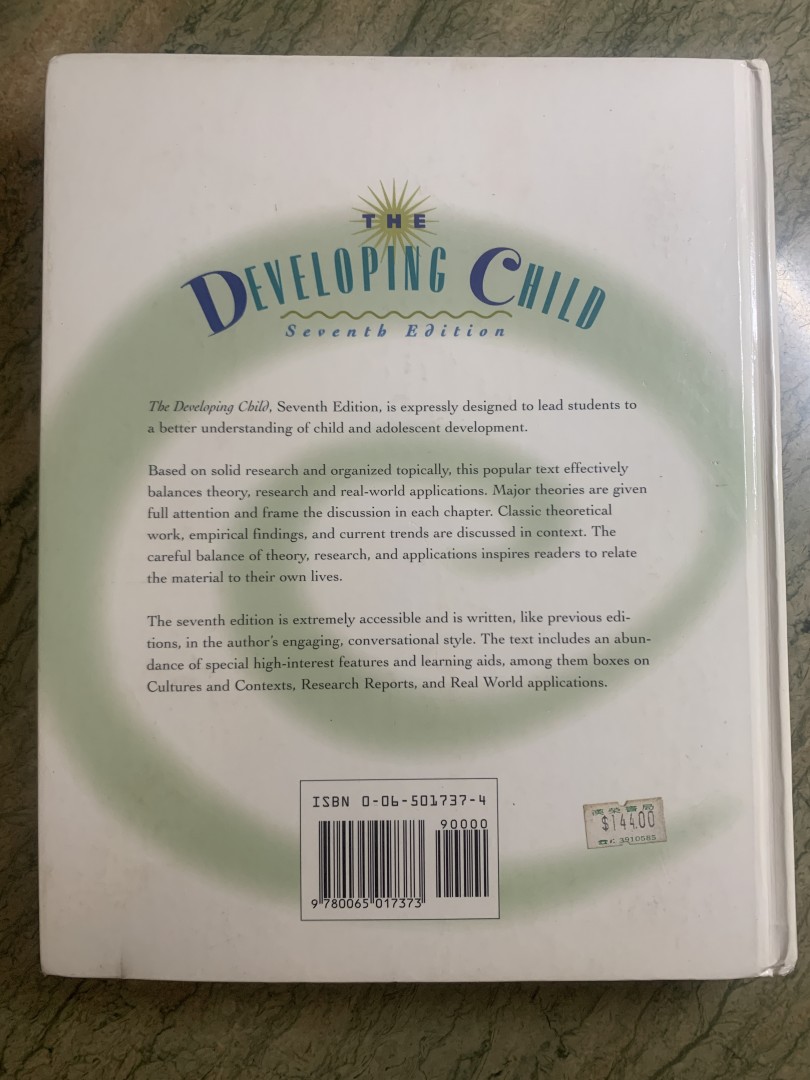 THE
DEVELOPING CHILD
Seventh Edition
The Developing Child, Seventh Edition, is expressly designed to lead students to
a better understanding of child and adolescent development.
Based on solid research and organized topically, this popular text effectively
balances theory, research and real-world applications. Major theories are given
full attention and frame the discussion in each chapter. Classic theoretical
work, empirical findings, and current trends are discussed in context. The
careful balance of theory, research, and applications inspires readers to relate
the material to their own lives.
The seventh edition is extremely accessible and is written, like previous edi-
tions, in the author's engaging, conversational style. The text includes an abun-
dance of special high-interest features and learning aids, among them boxes on
Cultures and Contexts, Research Reports, and Real World applications.
ISBN 0-06-501737-4
90000
9 780065 017373
$144.00
3910585